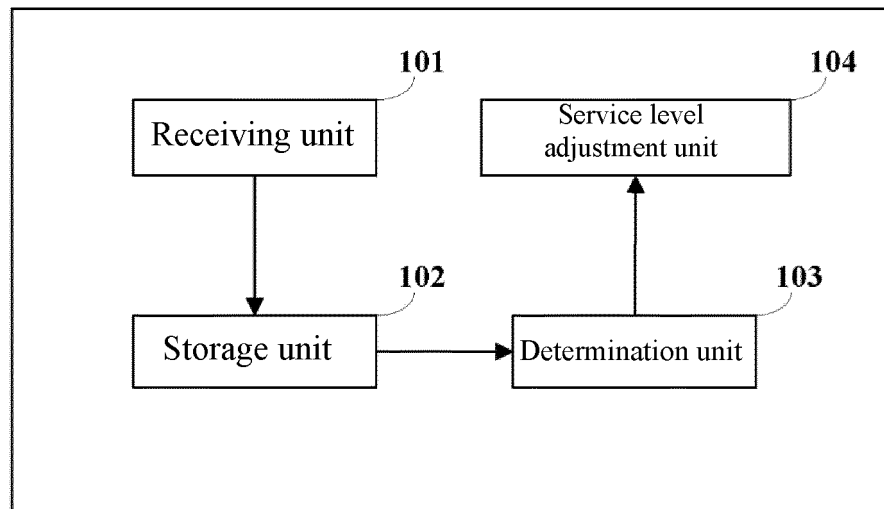 101
Receiving unit
104
Service level
adjustment unit
102
Storage unit
103
Determination unit